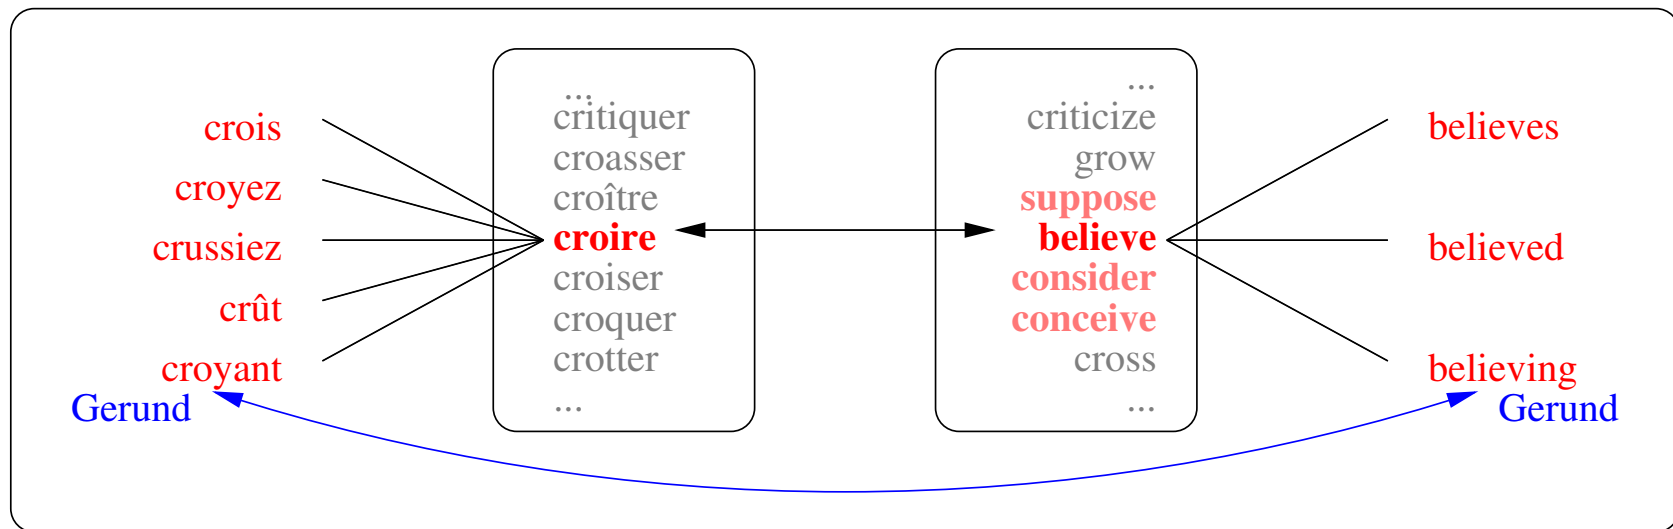 crois
croyez
crussiez
crût
croyant
Gerund
...
critiquer
croasser
croître
croire
croiser
croquer
crotter
...
...
criticize
grow
suppose
believe
consider
conceive
cross
...
believes
believed
believing
Gerund